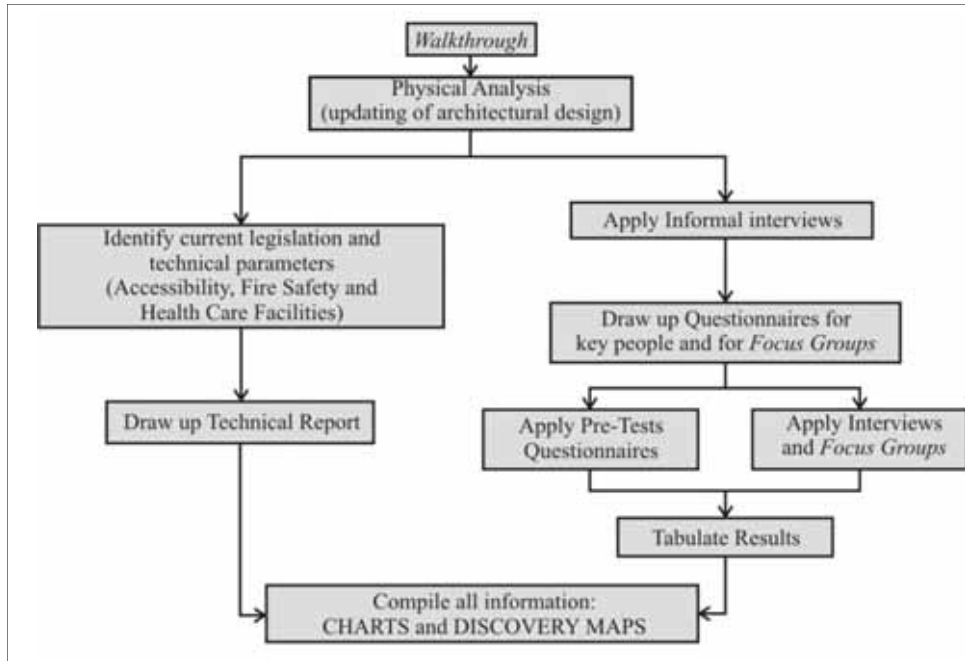 Walkthrough
Physical Analysis
(updating of architectural design)
Identify current legislation and
technical parameters
(Accessibility, Fire Safety and
Health Care Facilities)
Draw up Technical Report
Apply Informal interviews
Draw up Questionnaires for
key people and for Focus Groups
Apply Pre-Tests
Questionnaires
Apply Interviews
and Focus Groups
Tabulate Results
Compile all information:
CHARTS and DISCOVERY MAPS